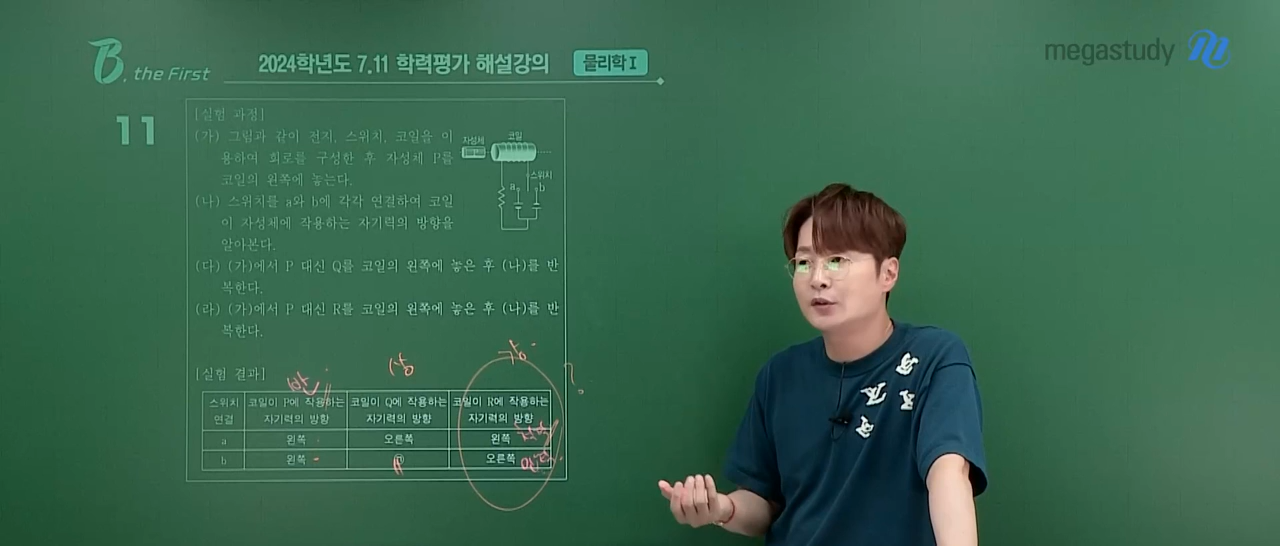 B. the First
2024학년도 7.11 학력평가 해설강의 물리학 I
megastudy
11
[실험 과정]
(가) 그림과 같이 전지, 스위치, 코일을 이
용하여 회로를 구성한 후 자성체 P를
코일의 왼쪽에 놓는다.
(나) 스위치를 a와 b에 각각 연결하여 코일
이 자성체에 작용하는 자기력의 방향을
알아본다.
자성체 코일
스위치
a b
(다) (가)에서 P 대신 Q를 코일의 왼쪽에 놓은 후 (나)를 반
복한다.
(라) (가)에서 P 대신 R를 코일의 왼쪽에 놓은 후 (나)를 반
복한다.
반 상 강 ?
[실험 결과]
스위치 연결 코일이 P에 작용하는 자기력의 방향 코일이 Q에 작용하는 자기력의 방향 코일이 R에 작용하는 자기력의 방향
a 왼쪽 오른쪽 왼쪽
b 왼쪽 ㉠ 오른쪽